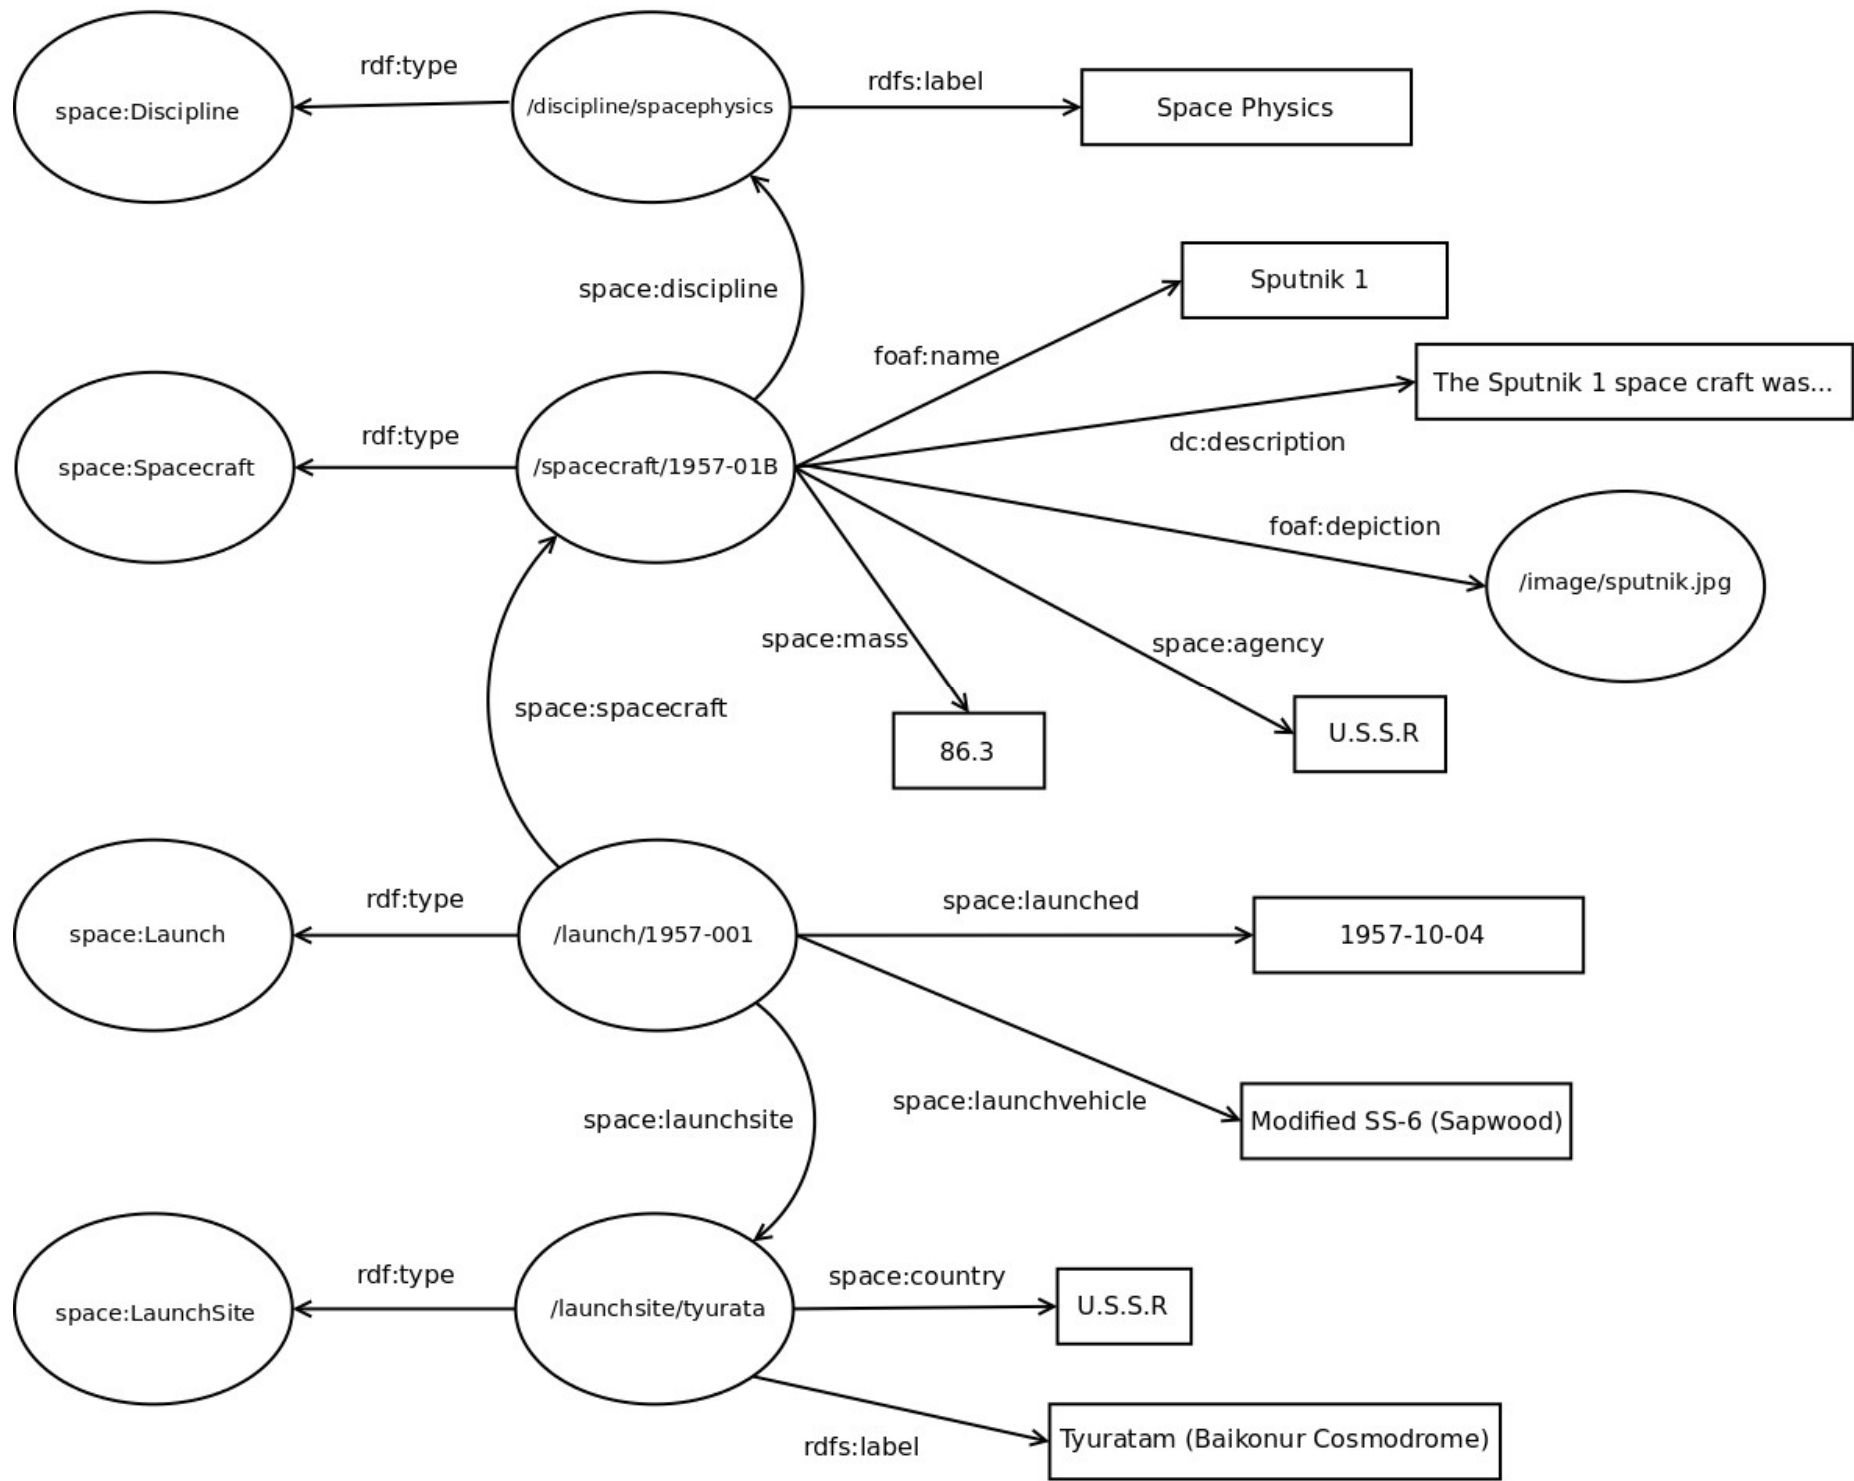 rdf:type
rdfs:label
space:Discipline
/discipline/spacephysics
Space Physics
space:discipline
Sputnik 1
foaf:name
The Sputnik 1 space craft was...
rdf:type
dc:description
space:Spacecraft
/spacecraft/1957-01B
foaf:depiction
/image/sputnik.jpg
space:mass
space:agency
space:spacecraft
86.3
U.S.S.R
rdf:type
space:launched
space:Launch
/launch/1957-001
1957-10-04
space:launchvehicle
Modified SS-6 (Sapwood)
space:launchsite
rdf:type
space:country
space:LaunchSite
/launchsite/tyurata
U.S.S.R
rdfs:label
Tyuratam (Baikonur Cosmodrome)